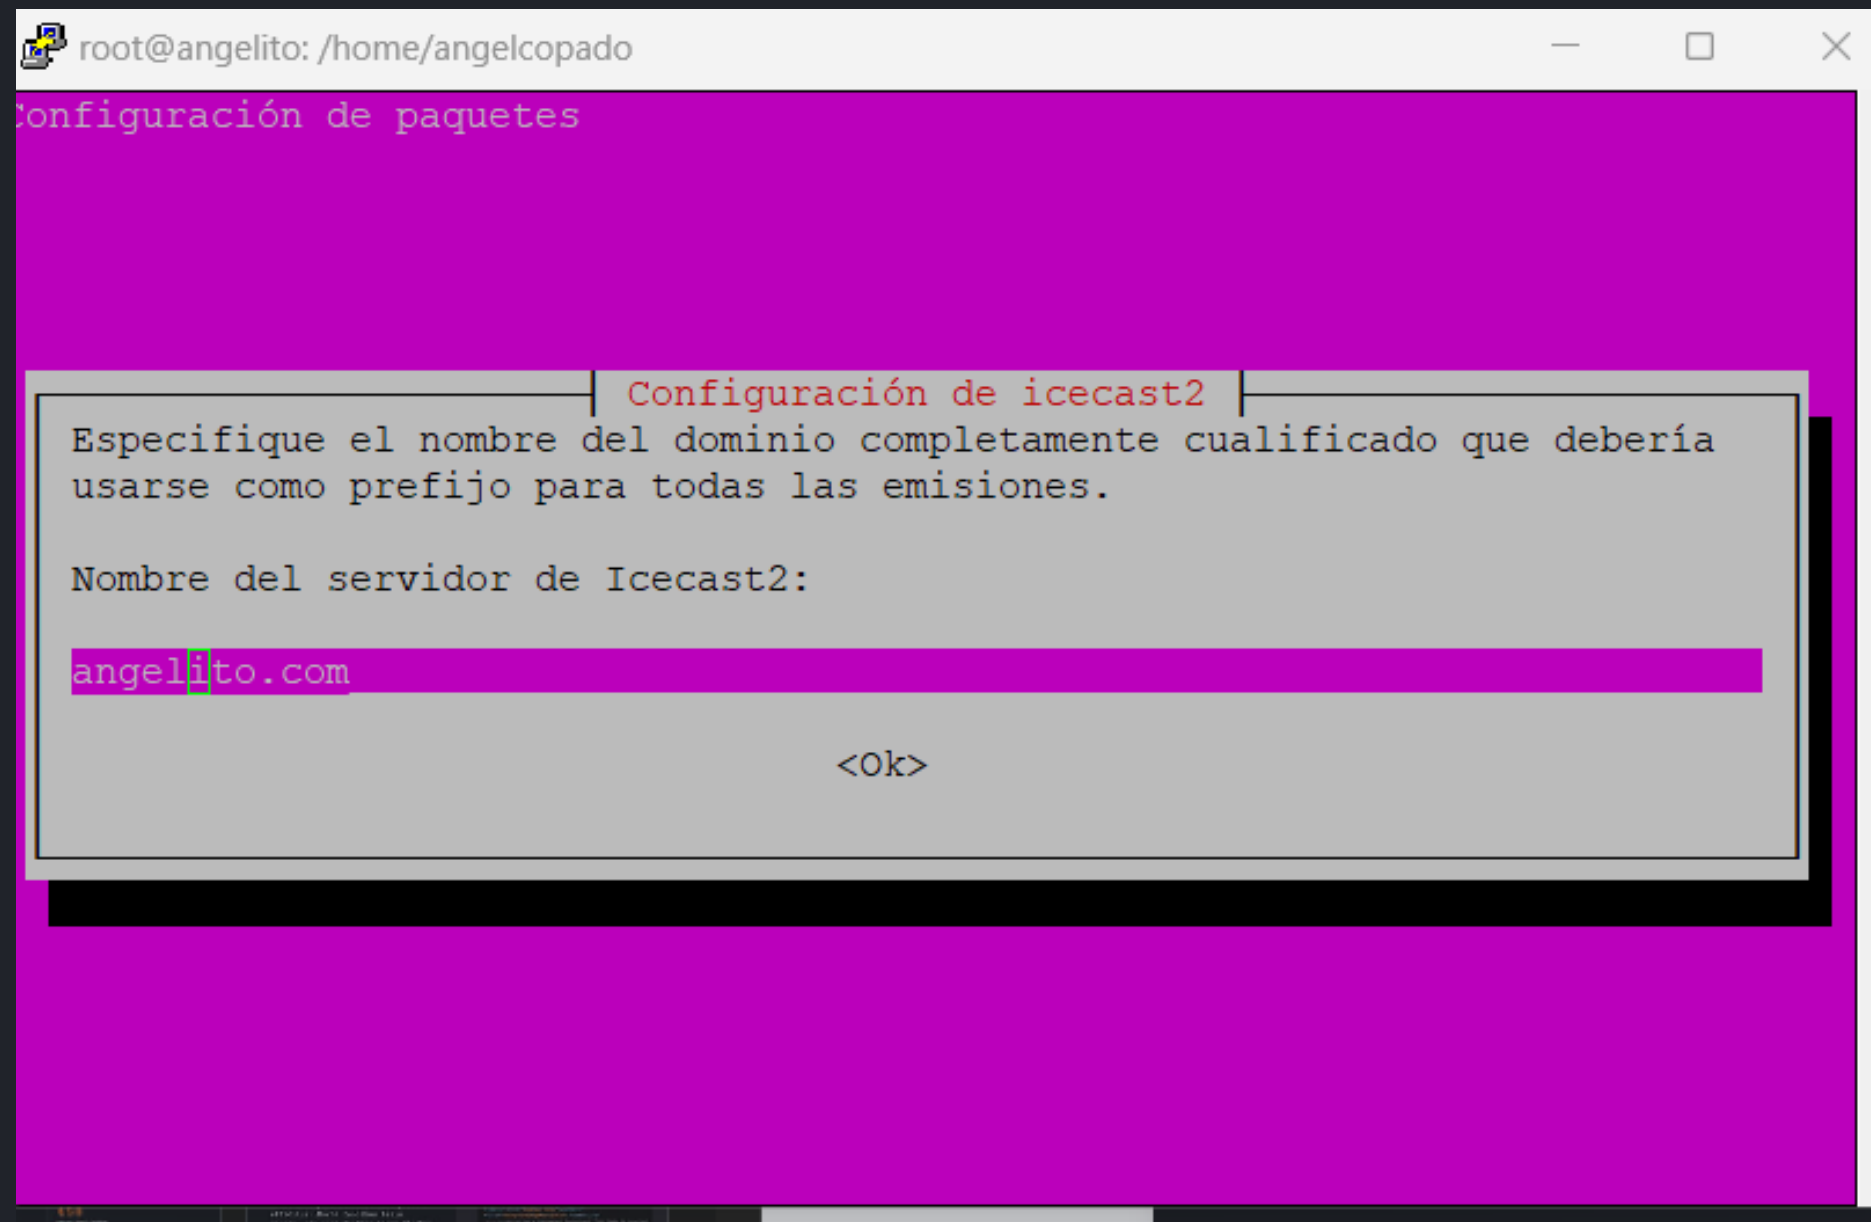 root@angelito: /home/angelcopado
Configuración de paquetes
Configuración de icecast2
Especifique el nombre del dominio completamente cualificado que debería
usarse como prefijo para todas las emisiones.
Nombre del servidor de Icecast2:
angelito.com
<Ok>